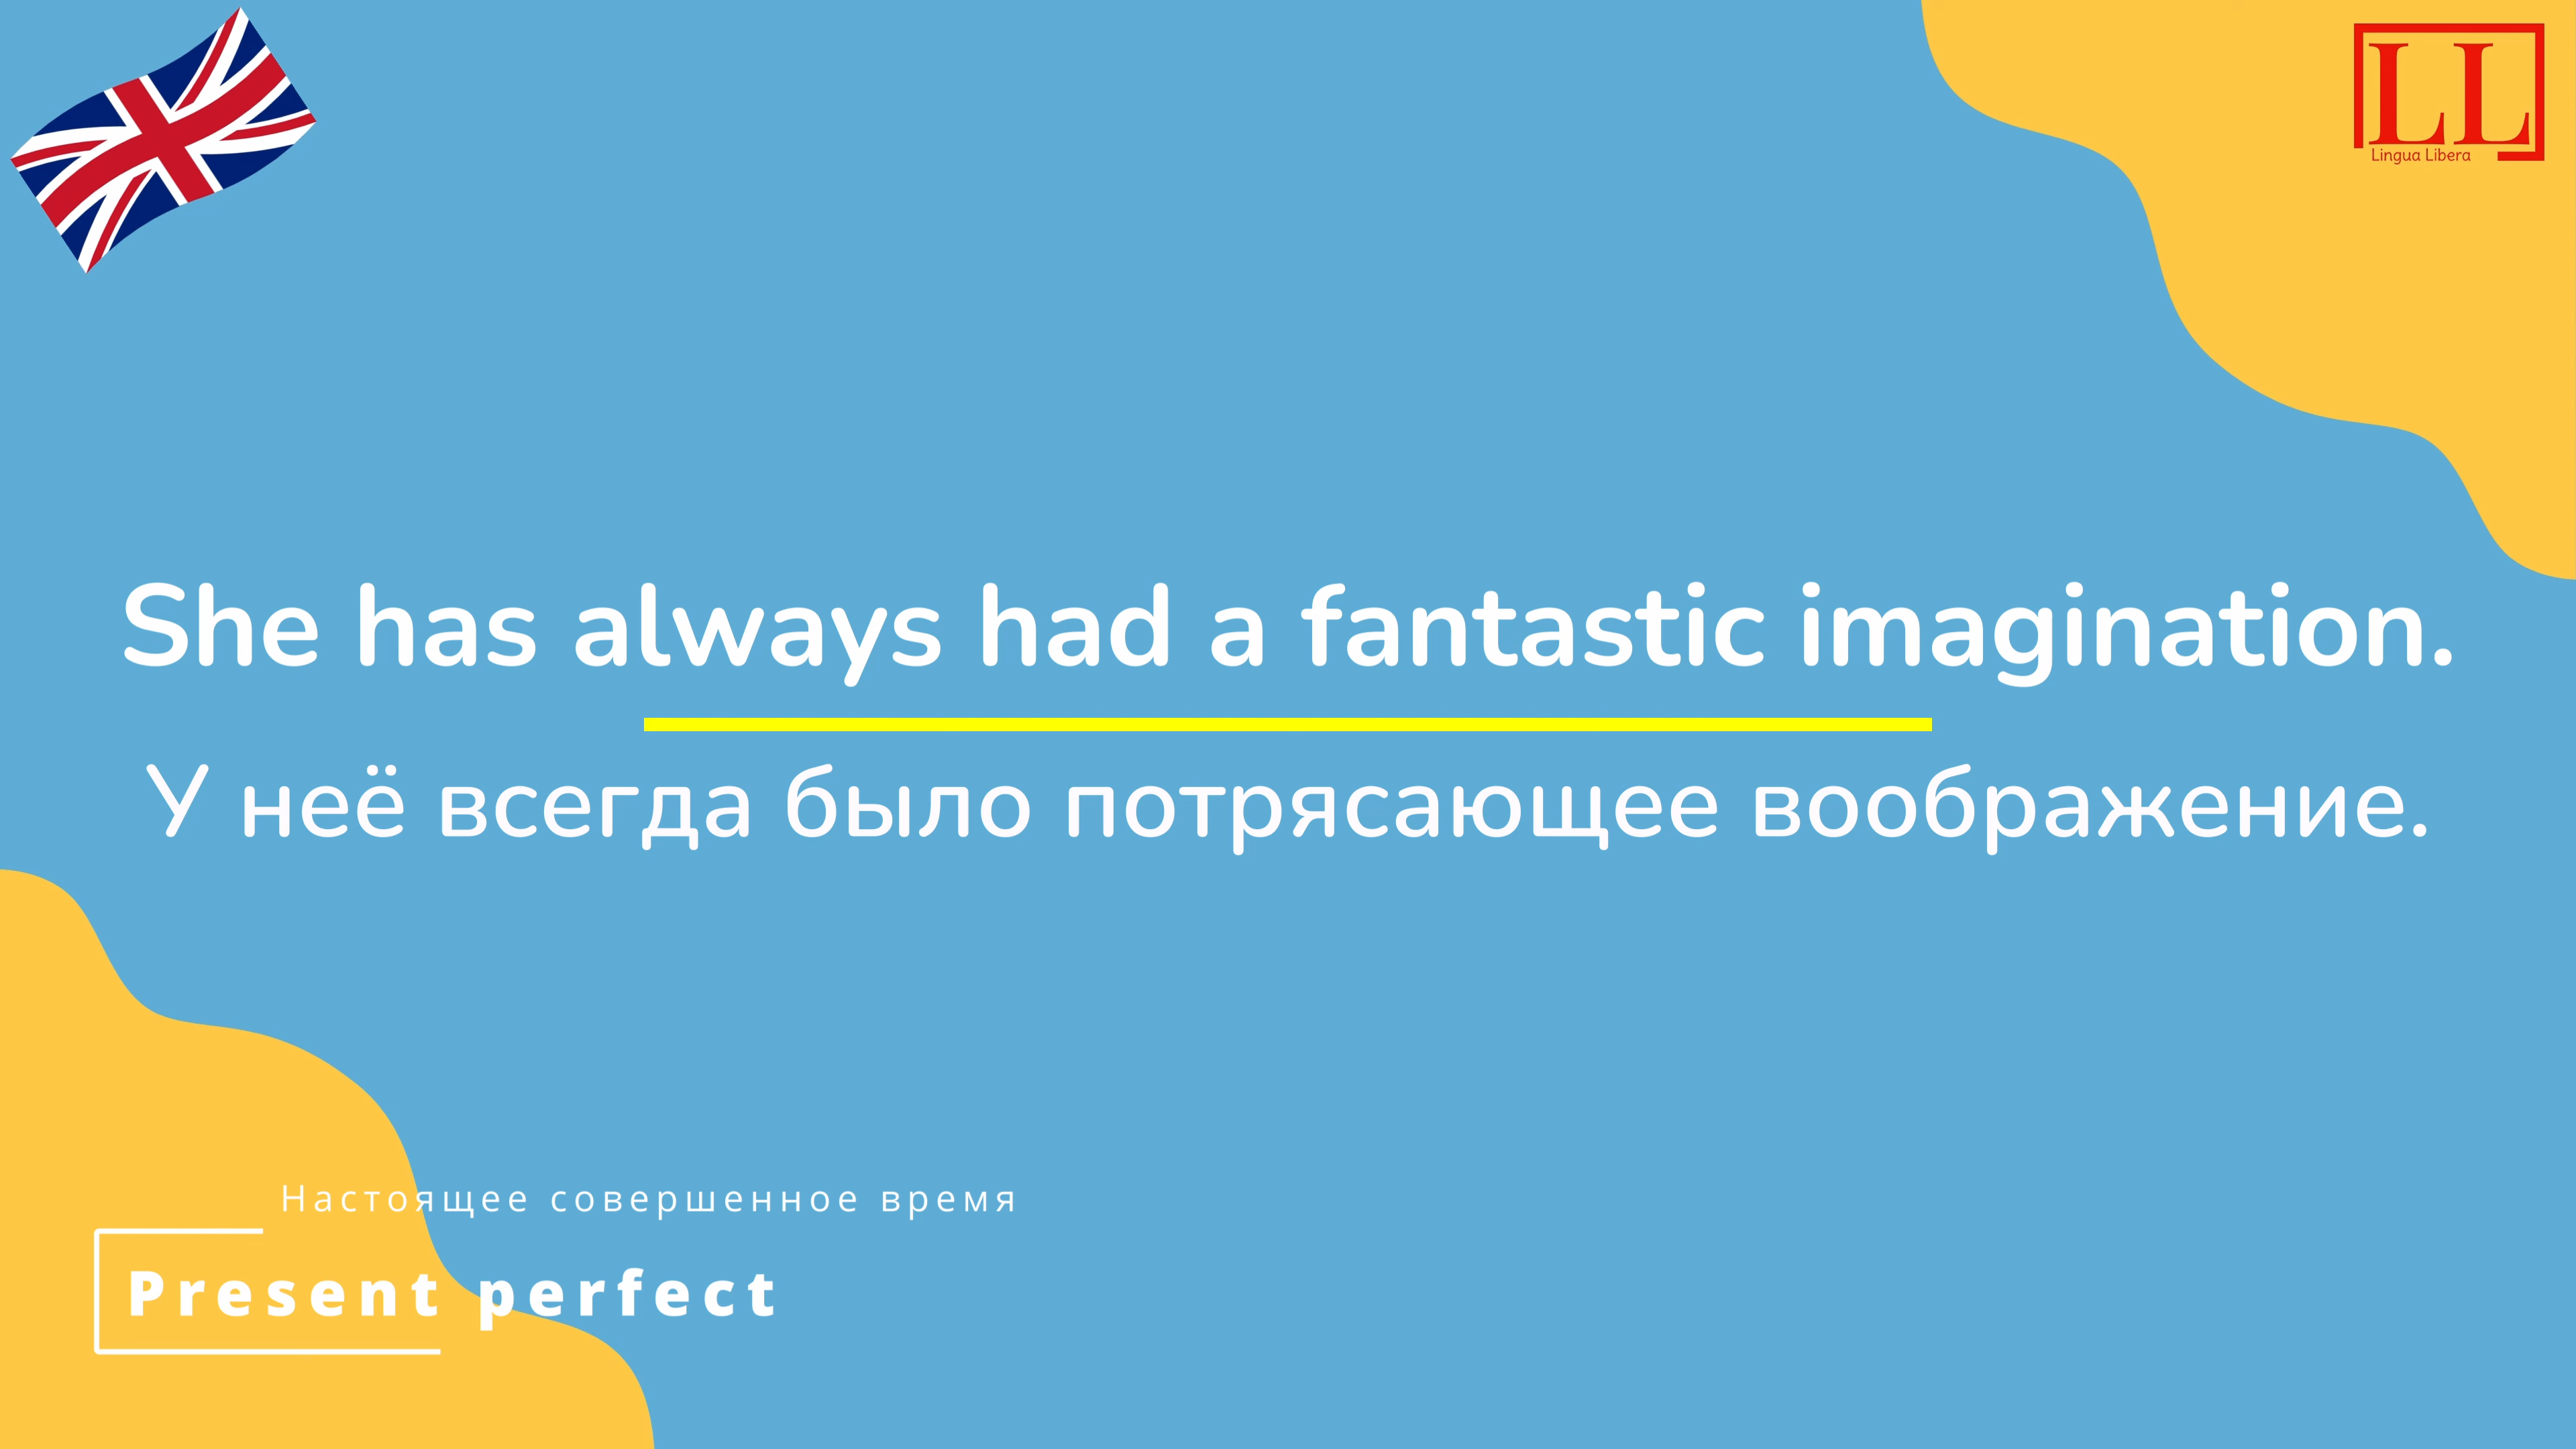 LL
Lingua Libera
She has always had a fantastic imagination.
У неё всегда было потрясающее воображение.
Настоящее совершенное время
Present perfect